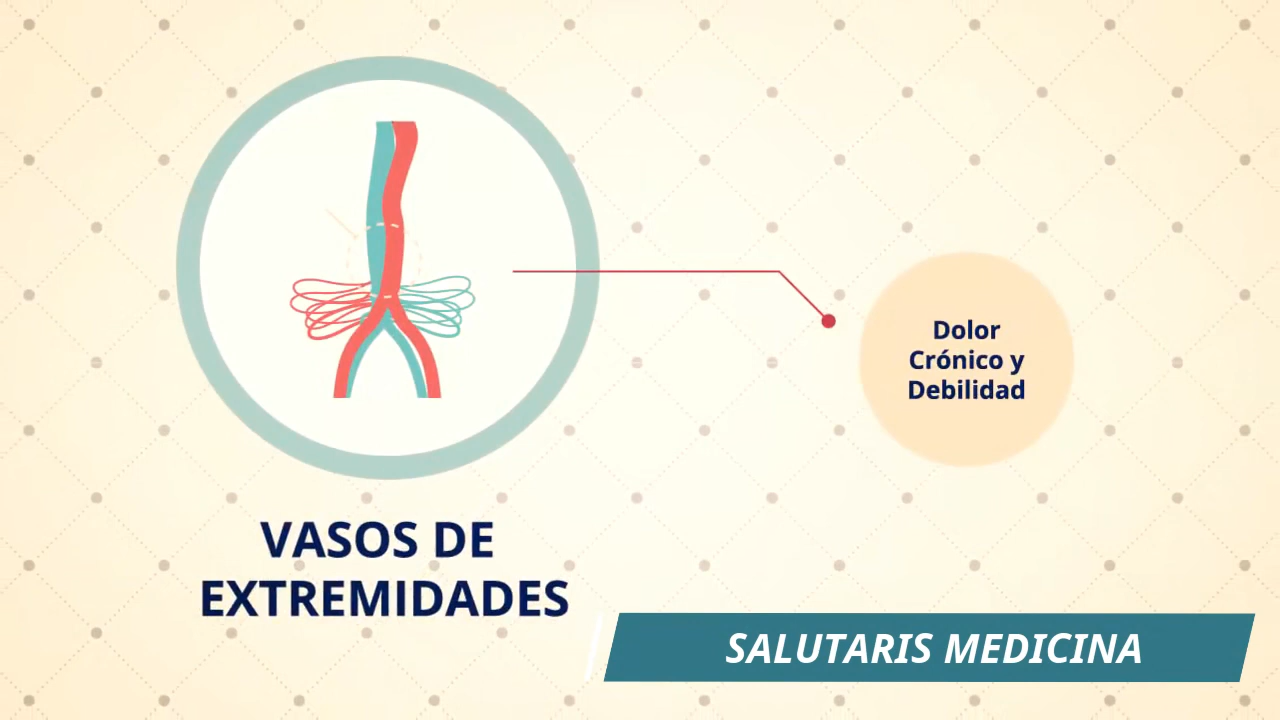 Dolor
Crónico y
Debilidad
VASOS DE
EXTREMIDADES
SALUTARIS MEDICINA